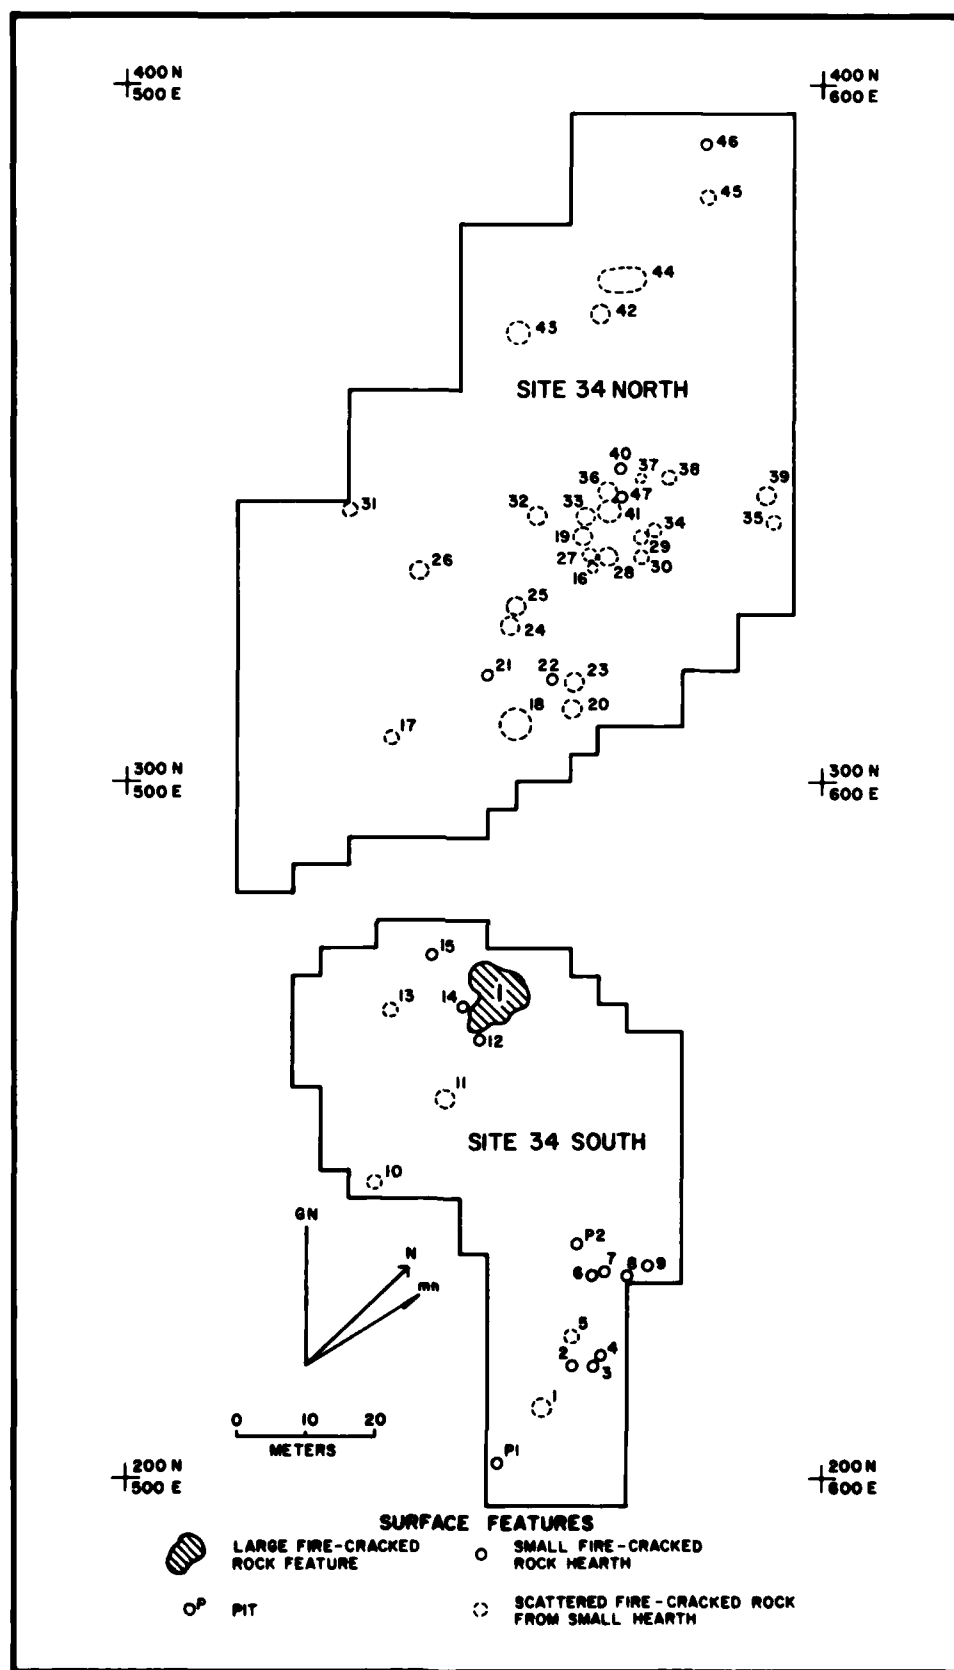 400 N
500 E
400 N
600 E
46
45
44
42
43
SITE 34 NORTH
40
37
38
36
47
39
31
32
33
41
35
34
19
29
26
27
28
30
16
25
24
21
22
23
18
20
17
300 N
500 E
300 N
600 E
15
I
13
14
12
11
SITE 34 SOUTH
10
GN
N
mn
P2
7
6
8
9
5
2
4
3
1
0 10 20
METERS
P1
200 N
500 E
200 N
600 E
SURFACE FEATURES
LARGE FIRE-CRACKED
ROCK FEATURE
SMALL FIRE-CRACKED
ROCK HEARTH
P
PIT
SCATTERED FIRE-CRACKED ROCK
FROM SMALL HEARTH